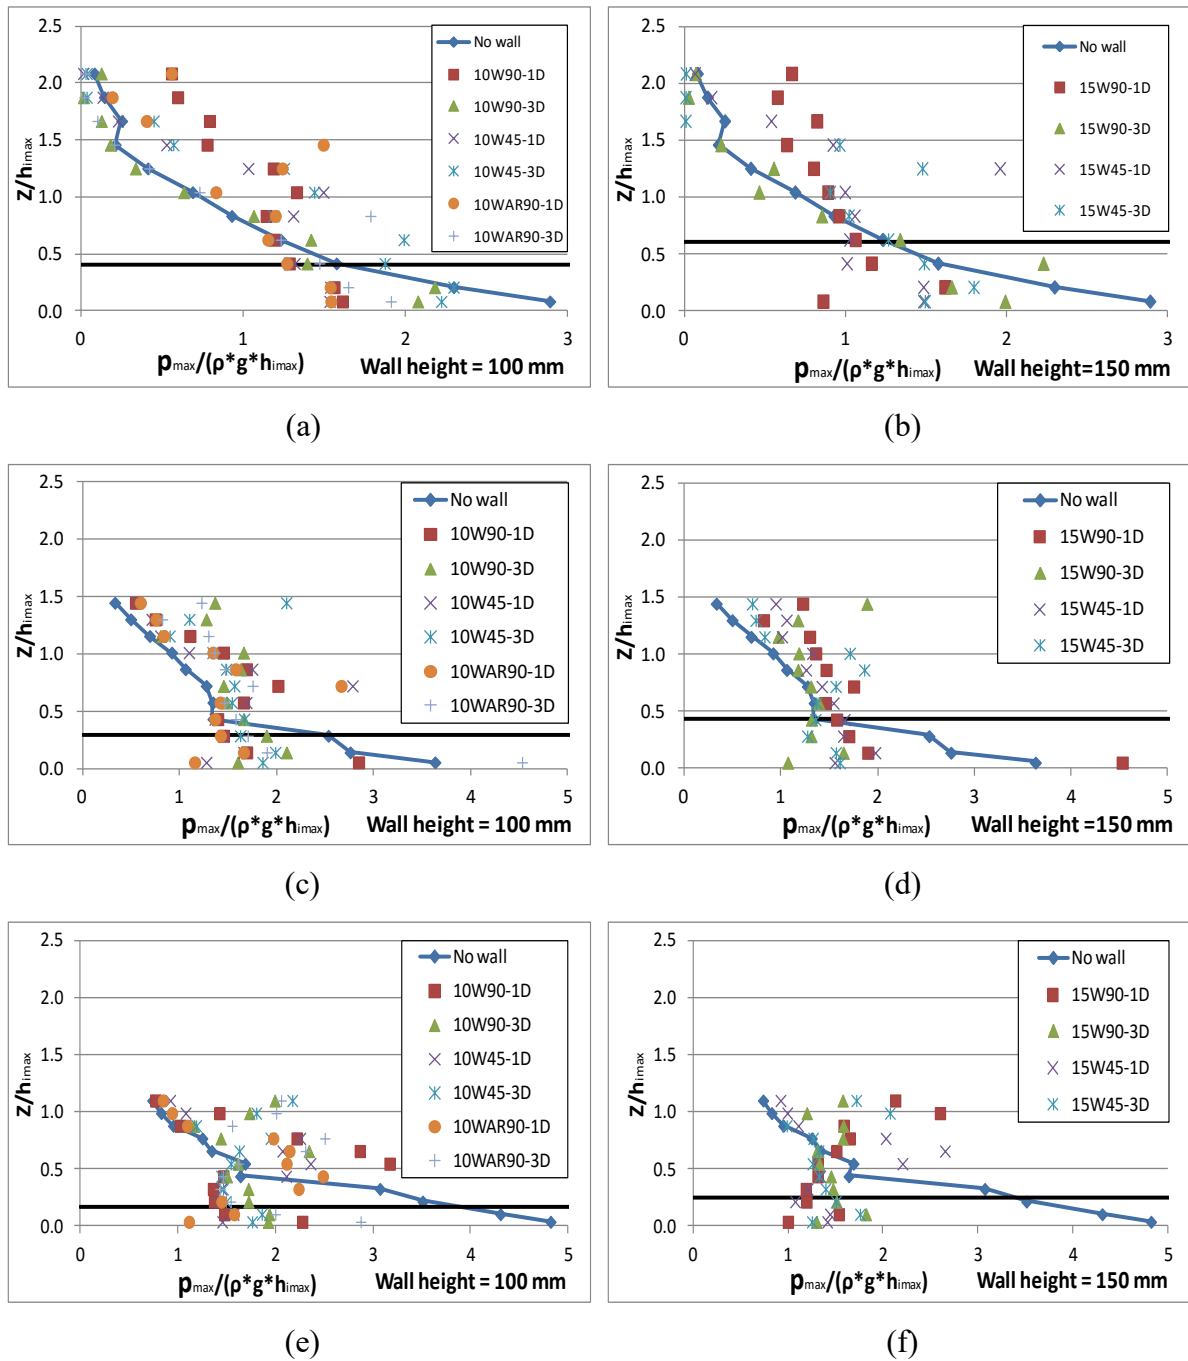 2.5
2.0
1.5
1.0
0.5
0.0
z/himax
0
1
2
3
pmax/(ρ*g*himax)
Wall height = 100 mm
No wall
10W90-1D
10W90-3D
10W45-1D
10W45-3D
10WAR90-1D
10WAR90-3D
(a)
2.5
2.0
1.5
1.0
0.5
0.0
z/himax
0
1
2
3
pmax/(ρ*g*himax)
Wall height=150 mm
No wall
15W90-1D
15W90-3D
15W45-1D
15W45-3D
(b)
2.5
2.0
1.5
1.0
0.5
0.0
z/himax
0
1
2
3
4
5
pmax/(ρ*g*himax)
Wall height = 100 mm
No wall
10W90-1D
10W90-3D
10W45-1D
10W45-3D
10WAR90-1D
10WAR90-3D
(c)
2.5
2.0
1.5
1.0
0.5
0.0
z/himax
0
1
2
3
4
5
pmax/(ρ*g*himax)
Wall height =150 mm
No wall
15W90-1D
15W90-3D
15W45-1D
15W45-3D
(d)
2.5
2.0
1.5
1.0
0.5
0.0
z/himax
0
1
2
3
4
5
pmax/(ρ*g*himax)
Wall height = 100 mm
No wall
10W90-1D
10W90-3D
10W45-1D
10W45-3D
10WAR90-1D
10WAR90-3D
(e)
2.5
2.0
1.5
1.0
0.5
0.0
z/himax
0
1
2
3
4
5
pmax/(ρ*g*himax)
Wall height = 150 mm
No wall
15W90-1D
15W90-3D
15W45-1D
15W45-3D
(f)